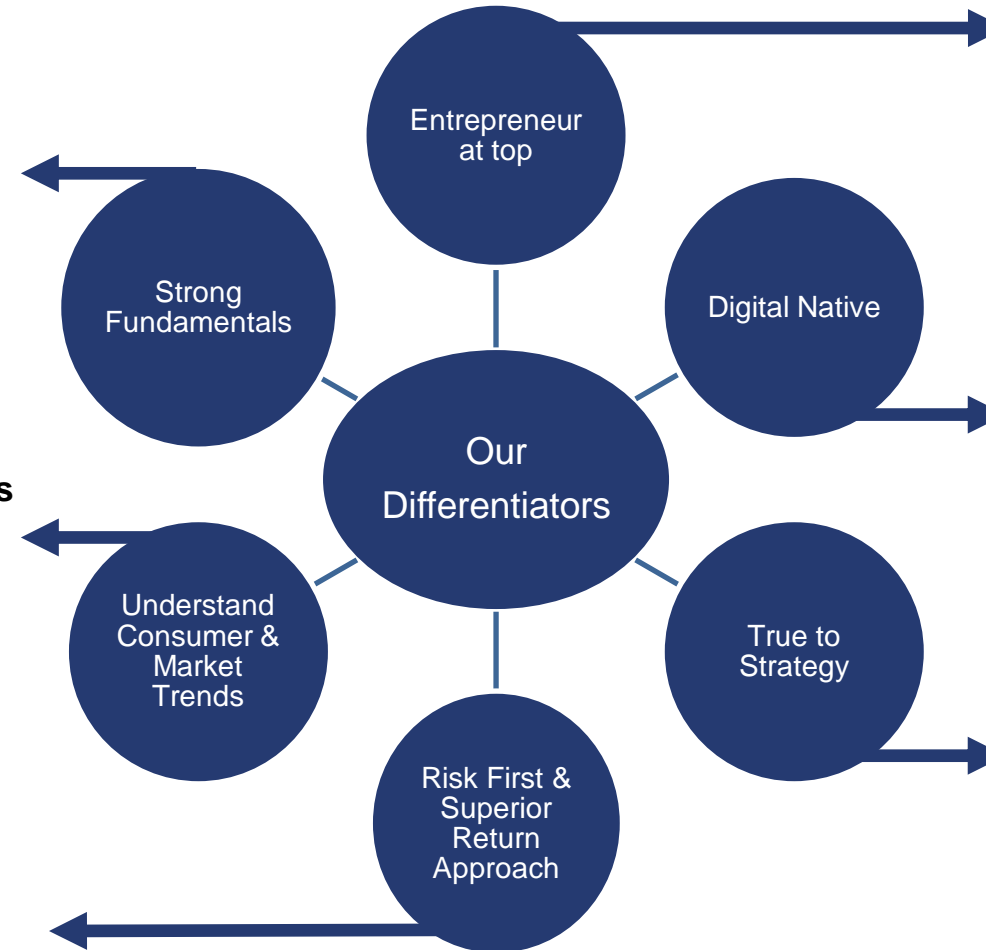 Entrepreneur
at top
Strong
Fundamentals
Digital Native
Our
Differentiators
s
Understand
Consumer &
Market
Trends
True to
Strategy
Risk First &
Superior
Return
Approach